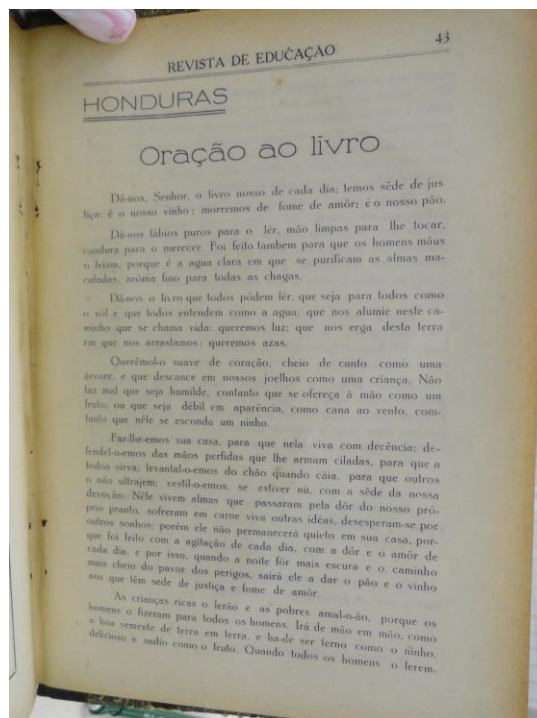 REVISTA DE EDUCAÇÃO 43
HONDURAS
Oração ao livro
Dá-nos, Senhor, o livro nosso de cada dia; temos sêde de jus
tiça: é o nosso vinho; morremos de fome de amôr: é o nosso pão.
Dá-nos lábios puros para o lêr, mão limpas para lhe tocar,
candura para o merecer. Foi feito tambem para que os homens máus
o leiam, porque é a agua clara em que se purificam as almas ma-
culadas, arôma fino para todas as chagas.
Dá-nos o livro que todos pódem lêr, que seja para todos como
o sól e que todos entendem como a agua; que nos alumie neste ca-
minho que se chama vida: queremos luz; que nos erga desta terra
em que nos arrastamos: queremos azas.
Querêmol-o suave de coração, cheio de canto como uma
árvore, e que descance em nossos joelhos como uma criança. Não
faz mal que seja humilde, contanto que se ofereça á mão como um
fruto; ou que seja débil em aparência, como cana ao vento, com-
tanto que nêle se esconda um ninho.
Far-lhe-emos sua casa, para que nela viva com decência; de-
fendel-o-emos das mãos perfidas que lhe armam ciladas, para que a
todos sirva; levantal-o-emos do chão quando cáia, para que outros
o não ultrajem; vestil-o-emos, se estiver nú, com a sêda da nossa
devoção. Nêle vivem almas que passaram pela dôr do nosso pró-
prio pranto, sofreram em carne viva outras idéas, desesperam-se por
outros sonhos; porém ele não permanecerá quieto em sua casa, por-
que foi feito com a agitação de cada dia, com a dôr e o amôr de
cada dia, e por isso, quando a noite fôr mais escura e o caminho
mais cheio do pavor dos perigos, sairá ele a dar o pão e o vinho
aos que têm sede de justiça e fome de amôr.
As crianças ricas o lerão e as pobres amal-o-ão, porque os
homens o fizeram para todos os homens. Irá de mão em mão, como
a boa semente de terra em terra, e ha-de ser terno como o ninho,
delicioso e sadio como o fruto. Quando todos os homens o lerem,